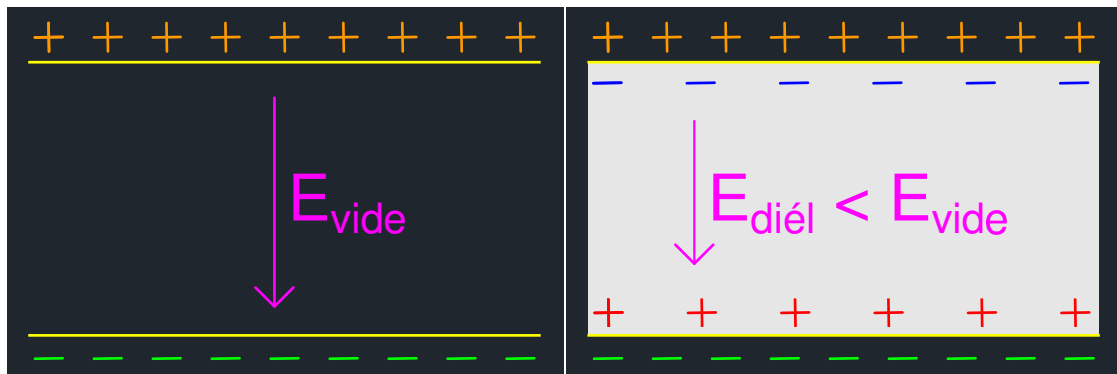 + + + + + + + + +
+ + + + + + + + +
− − − − − −
E_vide
E_diél < E_vide
+ + + + + +
− − − − − − − − −
− − − − − − − − −